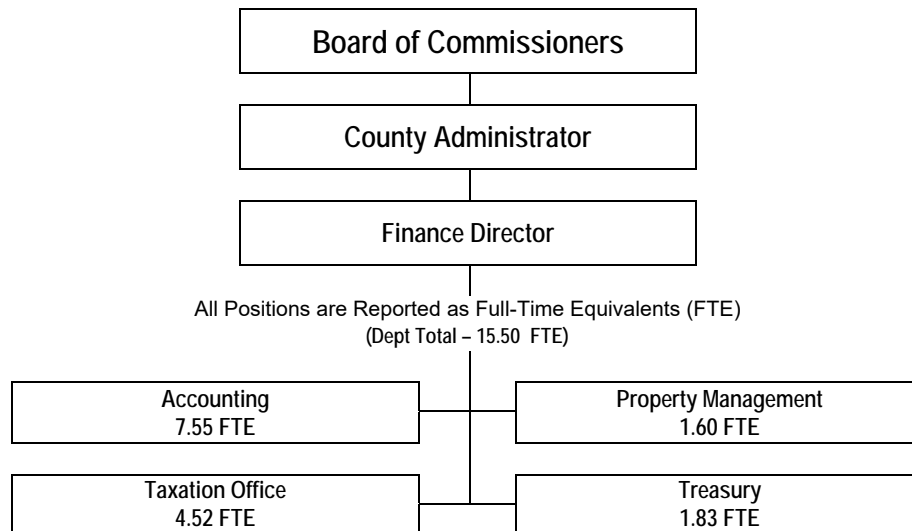 Board of Commissioners
County Administrator
Finance Director
All Positions are Reported as Full-Time Equivalents (FTE)
(Dept Total – 15.50 FTE)
Accounting
7.55 FTE
Property Management
1.60 FTE
Taxation Office
4.52 FTE
Treasury
1.83 FTE